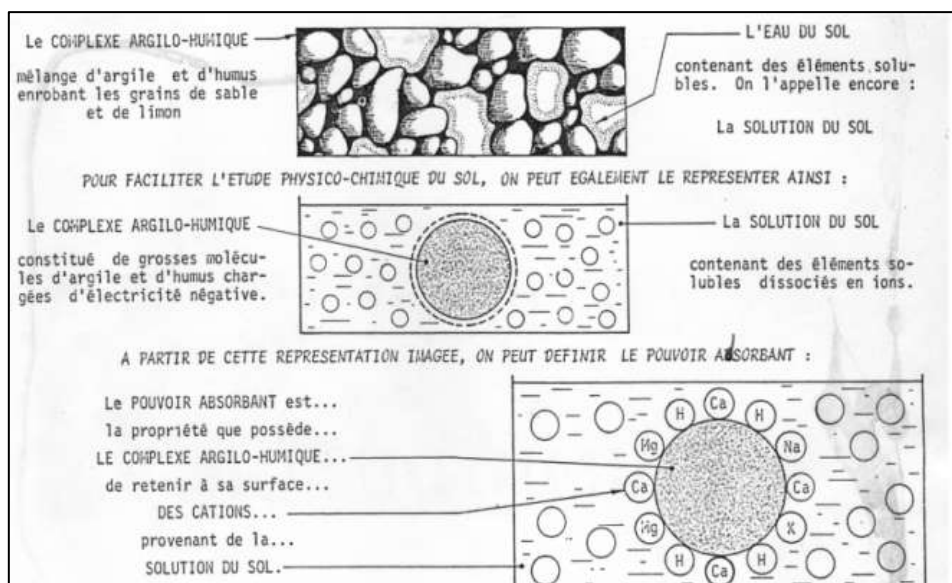 Le COMPLEXE ARGILO-HUMIQUE
mélange d'argile et d'humus
enrobant les grains de sable
et de limon
L'EAU DU SOL
contenant des éléments solu-
bles. On l'appelle encore :
La SOLUTION DU SOL
POUR FACILITER L'ETUDE PHYSICO-CHIMIQUE DU SOL, ON PEUT EGALEMENT LE REPRESENTER AINSI :
Le COMPLEXE ARGILO-HUMIQUE
constitué de grosses molécu-
les d'argile et d'humus char-
gées d'électricité négative.
La SOLUTION DU SOL
contenant des éléments so-
lubles dissociés en ions.
A PARTIR DE CETTE REPRESENTATION IMAGEE, ON PEUT DEFINIR LE POUVOIR AdSORBANT :
Le POUVOIR ABSORBANT est...
la propriété que possède...
LE COMPLEXE ARGILO-HUMIQUE...
de retenir à sa surface...
DES CATIONS...
provenant de la...
SOLUTION DU SOL.
Ca
H
H
Mg
Na
Ca
Ca
Mg
K
H
H
Ca